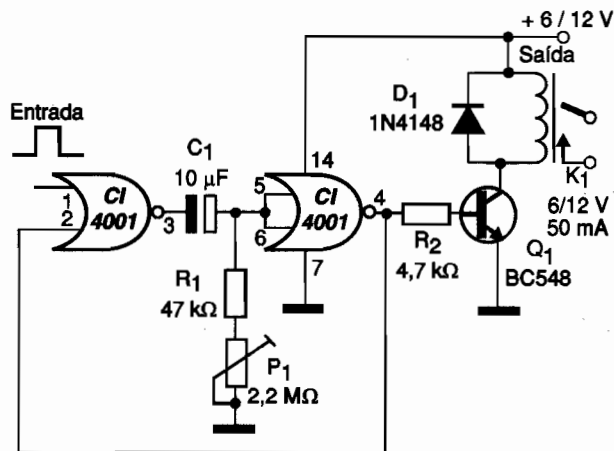 + 6 / 12 V
Saída
Entrada
D1
1N4148
C1
10 µF
14
1
2
CI
4001
3
5
6
CI
4001
4
7
K1
6/12 V
50 mA
R2
4,7 kΩ
Q1
BC548
R1
47 kΩ
P1
2,2 MΩ